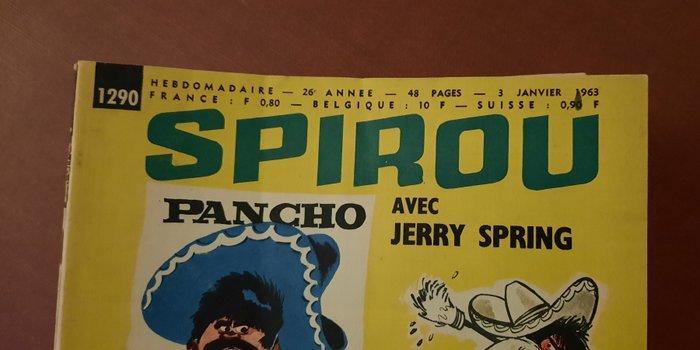 1290
HEBDOMADAIRE — 26e ANNEE — 48 PAGES — 3 JANVIER 1963
FRANCE : F 0,80 — BELGIQUE : 10 F — SUISSE : 0,90 F
SPIROU
PANCHO
AVEC
JERRY SPRING